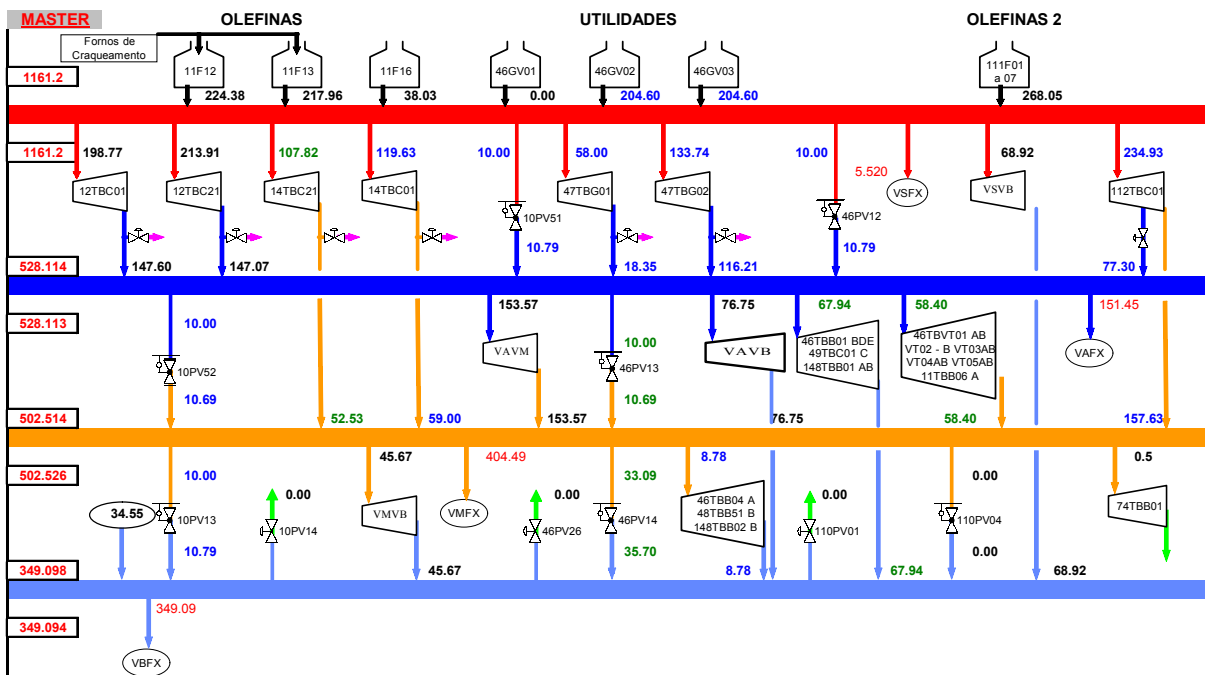 MASTER OLEFINAS UTILIDADES OLEFINAS 2
Fornos de
Craqueamento
11F12 11F13 11F16 46GV01 46GV02 46GV03 111F01
a 07
1161.2
224.38 217.96 38.03 0.00 204.60 204.60 268.05
1161.2 198.77 213.91 107.82 119.63 10.00 58.00 133.74 10.00 68.92 234.93
5.520
12TBC01 12TBC21 14TBC21 14TBC01 47TBG01 47TBG02 VSFX VSVB 112TBC01
10PV51 46PV12
10.79 10.79
528.114 147.60 147.07 18.35 116.21 77.30
528.113 10.00 153.57 10.00 76.75 67.94 58.40 151.45
VAVM VAVB 46TBB01 BDE
49TBC01 C
148TBB01 AB
46TBVT01 AB
VT02 - B VT03AB
VT04AB VT05AB
11TBB06 A
VAFX
10PV52 46PV13
10.69 10.69
502.514 52.53 59.00 153.57 76.75 58.40 157.63
502.526 10.00 45.67 404.49 33.09 8.78 0.00 0.5
0.00 0.00 0.00
34.55 10PV13 10PV14 VMVB VMFX 46PV26 46PV14 46TBB04 A
48TBB51 B
148TBB02 B
110PV01 110PV04 74TBB01
10.79 35.70 0.00
349.098 45.67 8.78 67.94 68.92
349.09
349.094
VBFX